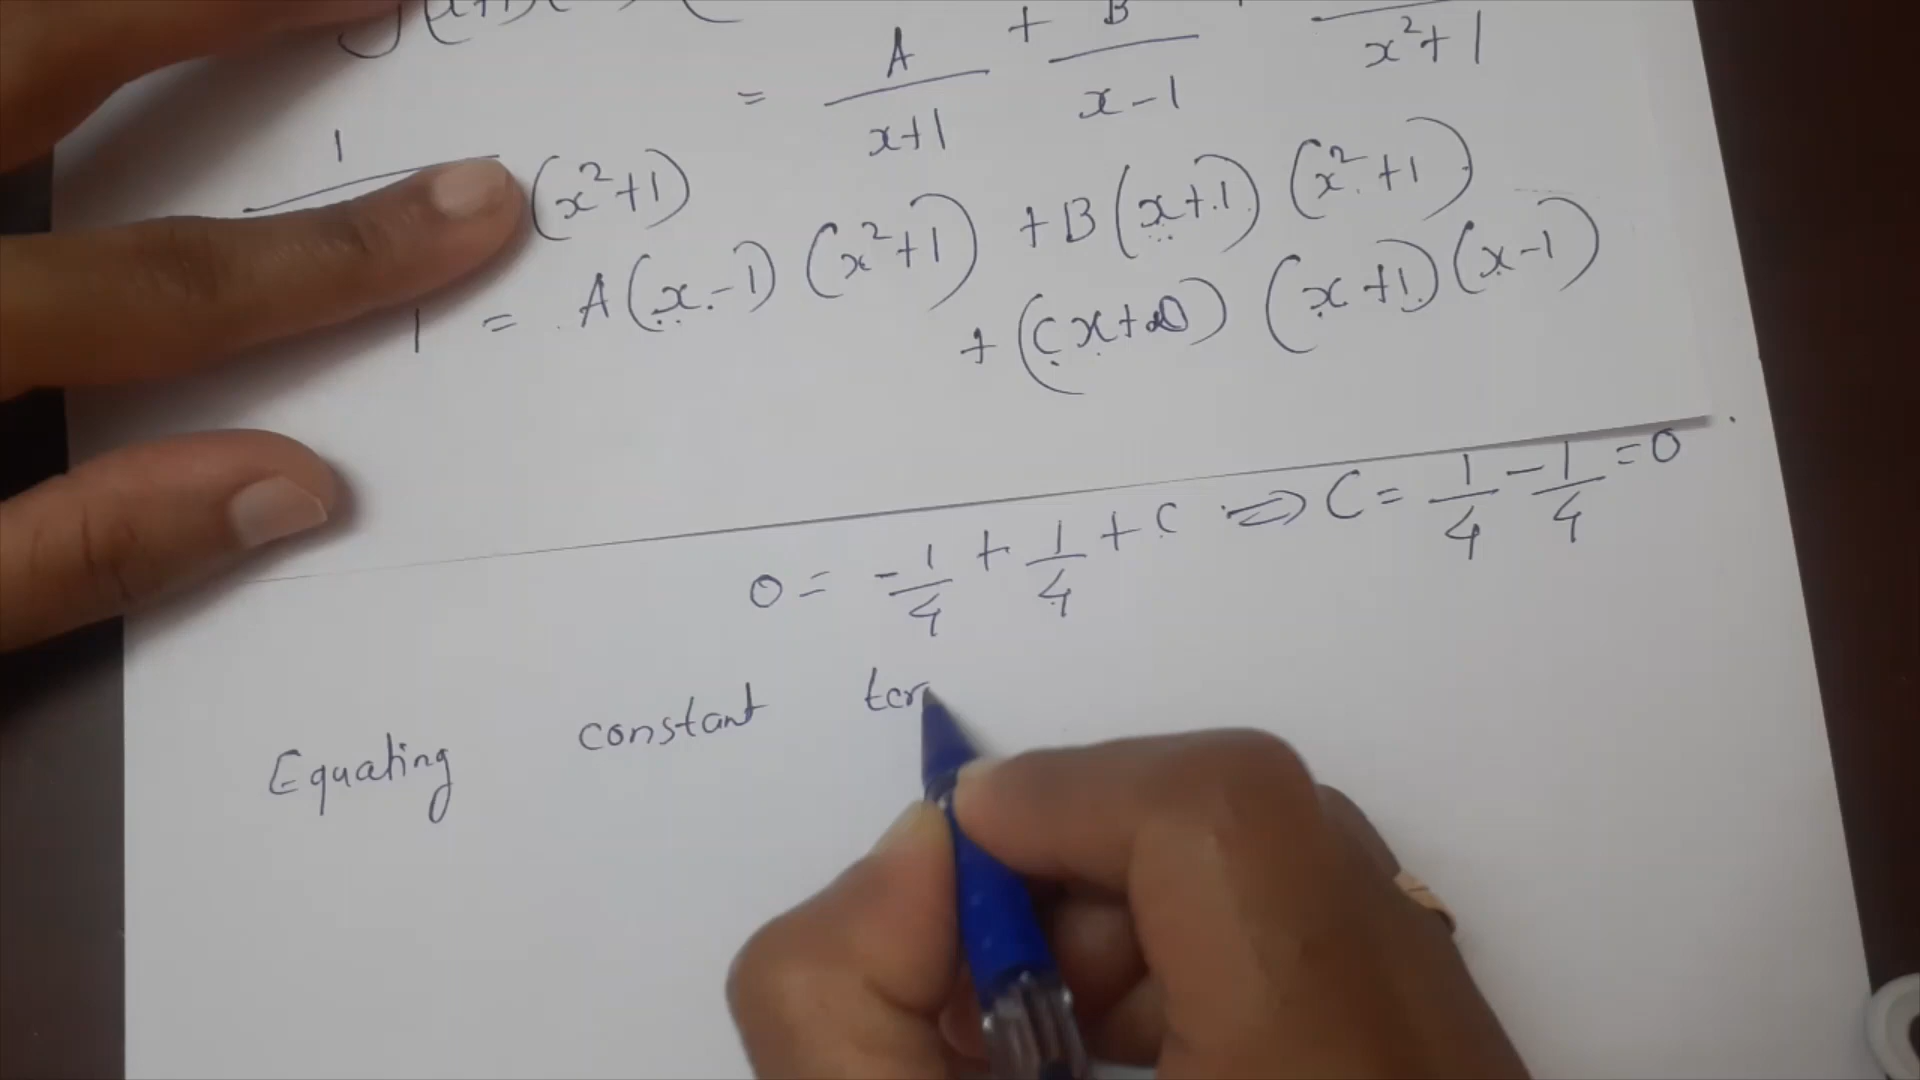 = A/(x+1) + B/(x-1) x²+1
1 (x²+1)
1 = A(x-1)(x²+1) + B(x+1)(x²+1)
+ (Cx+D)(x+1)(x-1)
0 = -1/4 + 1/4 + C => C = 1/4 - 1/4 = 0
Equating constant ter